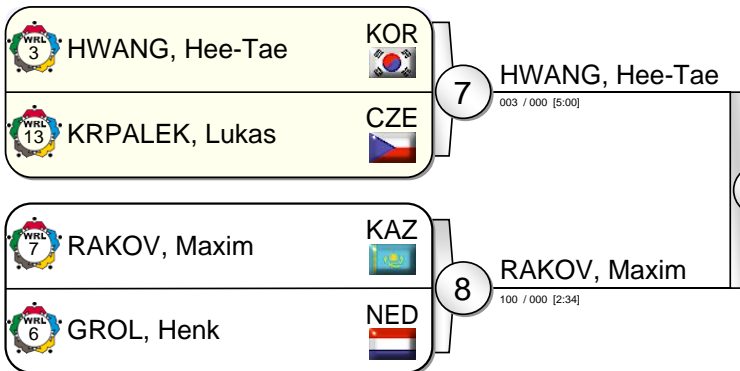 WRL 3 HWANG, Hee-Tae KOR
WRL 13 KRPALEK, Lukas CZE
7
HWANG, Hee-Tae
003 / 000 [5:00]
WRL 7 RAKOV, Maxim KAZ
WRL 6 GROL, Henk NED
8
RAKOV, Maxim
100 / 000 [2:34]